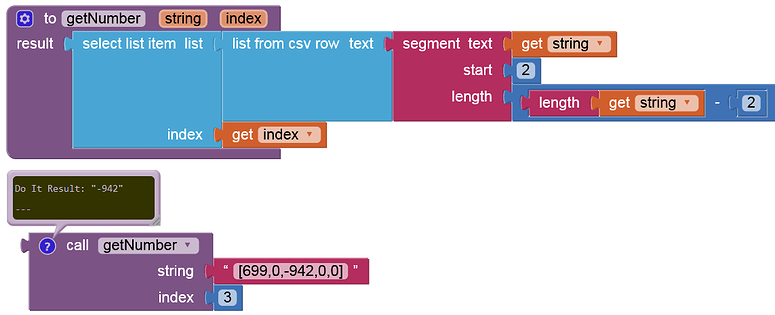 to getNumber string index
result select list item list list from csv row text segment text get string
start 2
length length get string - 2
index get index
Do It Result: "-942"
---
? call getNumber
string “ [699,0,-942,0,0] ”
index 3